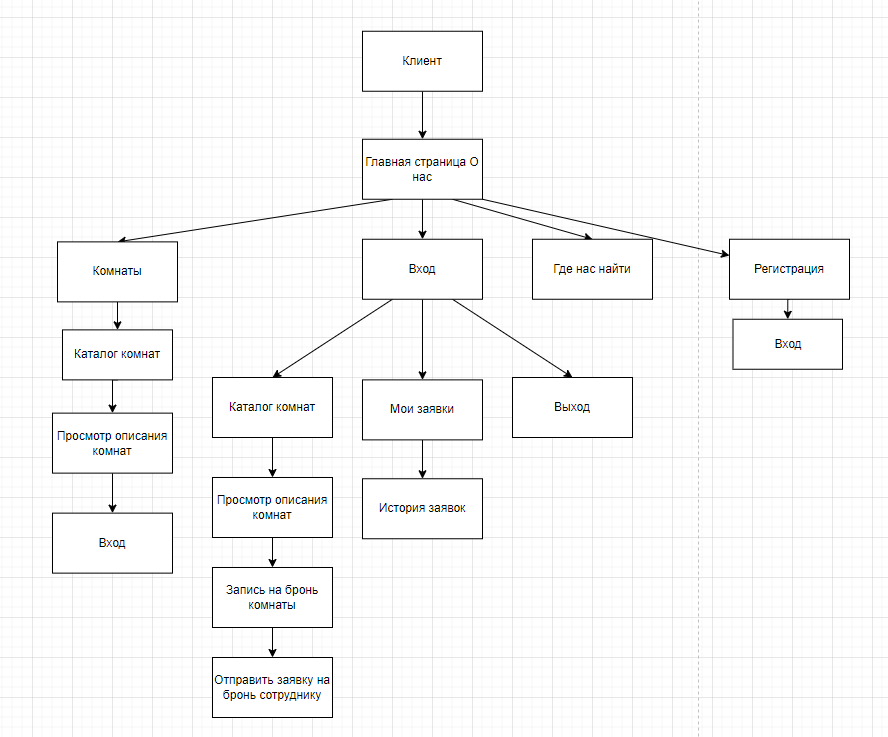 Клиент
Главная страница О
нас
Комнаты
Вход
Где нас найти
Регистрация
Каталог комнат
Вход
Каталог комнат
Мои заявки
Выход
Просмотр описания
комнат
Просмотр описания
комнат
История заявок
Вход
Запись на бронь
комнаты
Отправить заявку на
бронь сотруднику